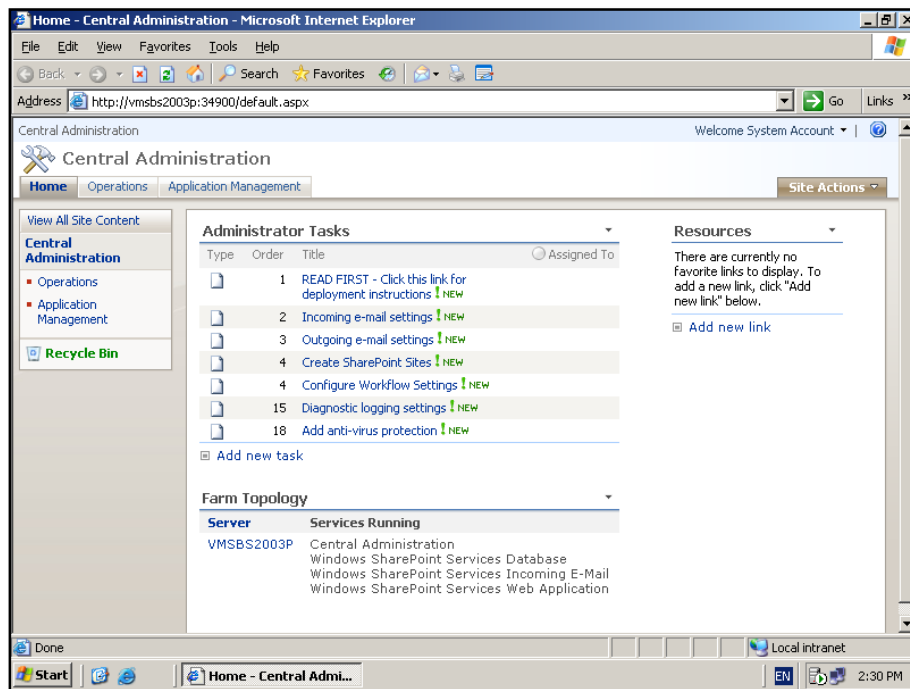 Home - Central Administration - Microsoft Internet Explorer
File Edit View Favorites Tools Help
Back Search Favorites
Address http://vmsbs2003p:34900/default.aspx Go Links »
Central Administration Welcome System Account
Central Administration
Home Operations Application Management Site Actions
View All Site Content
Central Administration
Operations
Application Management
Recycle Bin
Administrator Tasks
Type Order Title Assigned To
1 READ FIRST - Click this link for
deployment instructions ! NEW
2 Incoming e-mail settings ! NEW
3 Outgoing e-mail settings ! NEW
4 Create SharePoint Sites ! NEW
4 Configure Workflow Settings ! NEW
15 Diagnostic logging settings ! NEW
18 Add anti-virus protection ! NEW
Add new task
Farm Topology
Server Services Running
VMSBS2003P Central Administration
Windows SharePoint Services Database
Windows SharePoint Services Incoming E-Mail
Windows SharePoint Services Web Application
Resources
There are currently no
favorite links to display. To
add a new link, click "Add
new link" below.
Add new link
Done Local intranet
Start Home - Central Admi... EN 2:30 PM